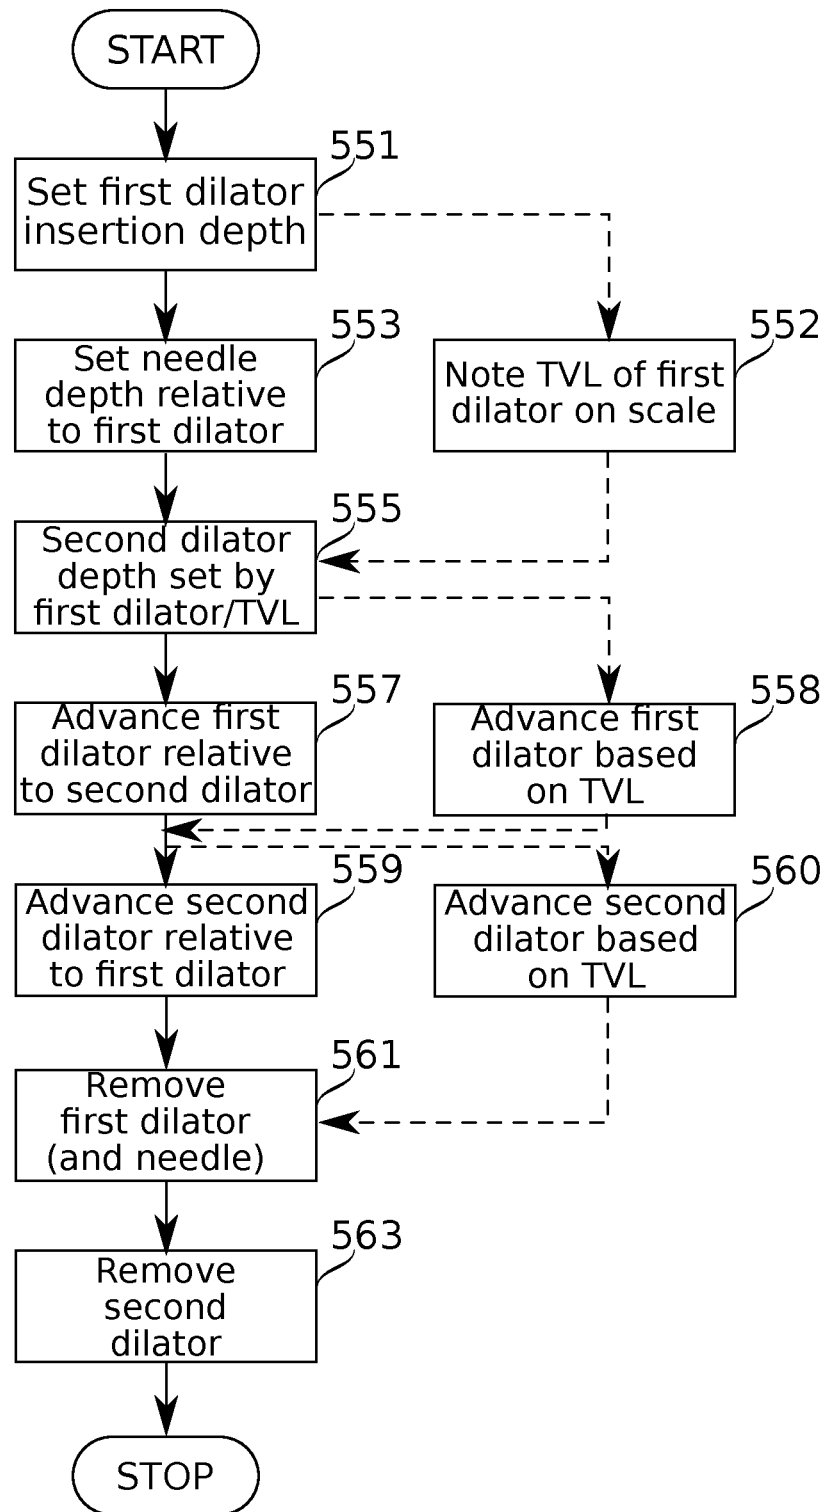 START
551
Set first dilator
insertion depth
553
Set needle
depth relative
to first dilator
552
Note TVL of first
dilator on scale
555
Second dilator
depth set by
first dilator/TVL
557
Advance first
dilator relative
to second dilator
558
Advance first
dilator based
on TVL
559
Advance second
dilator relative
to first dilator
560
Advance second
dilator based
on TVL
561
Remove
first dilator
(and needle)
563
Remove
second
dilator
STOP